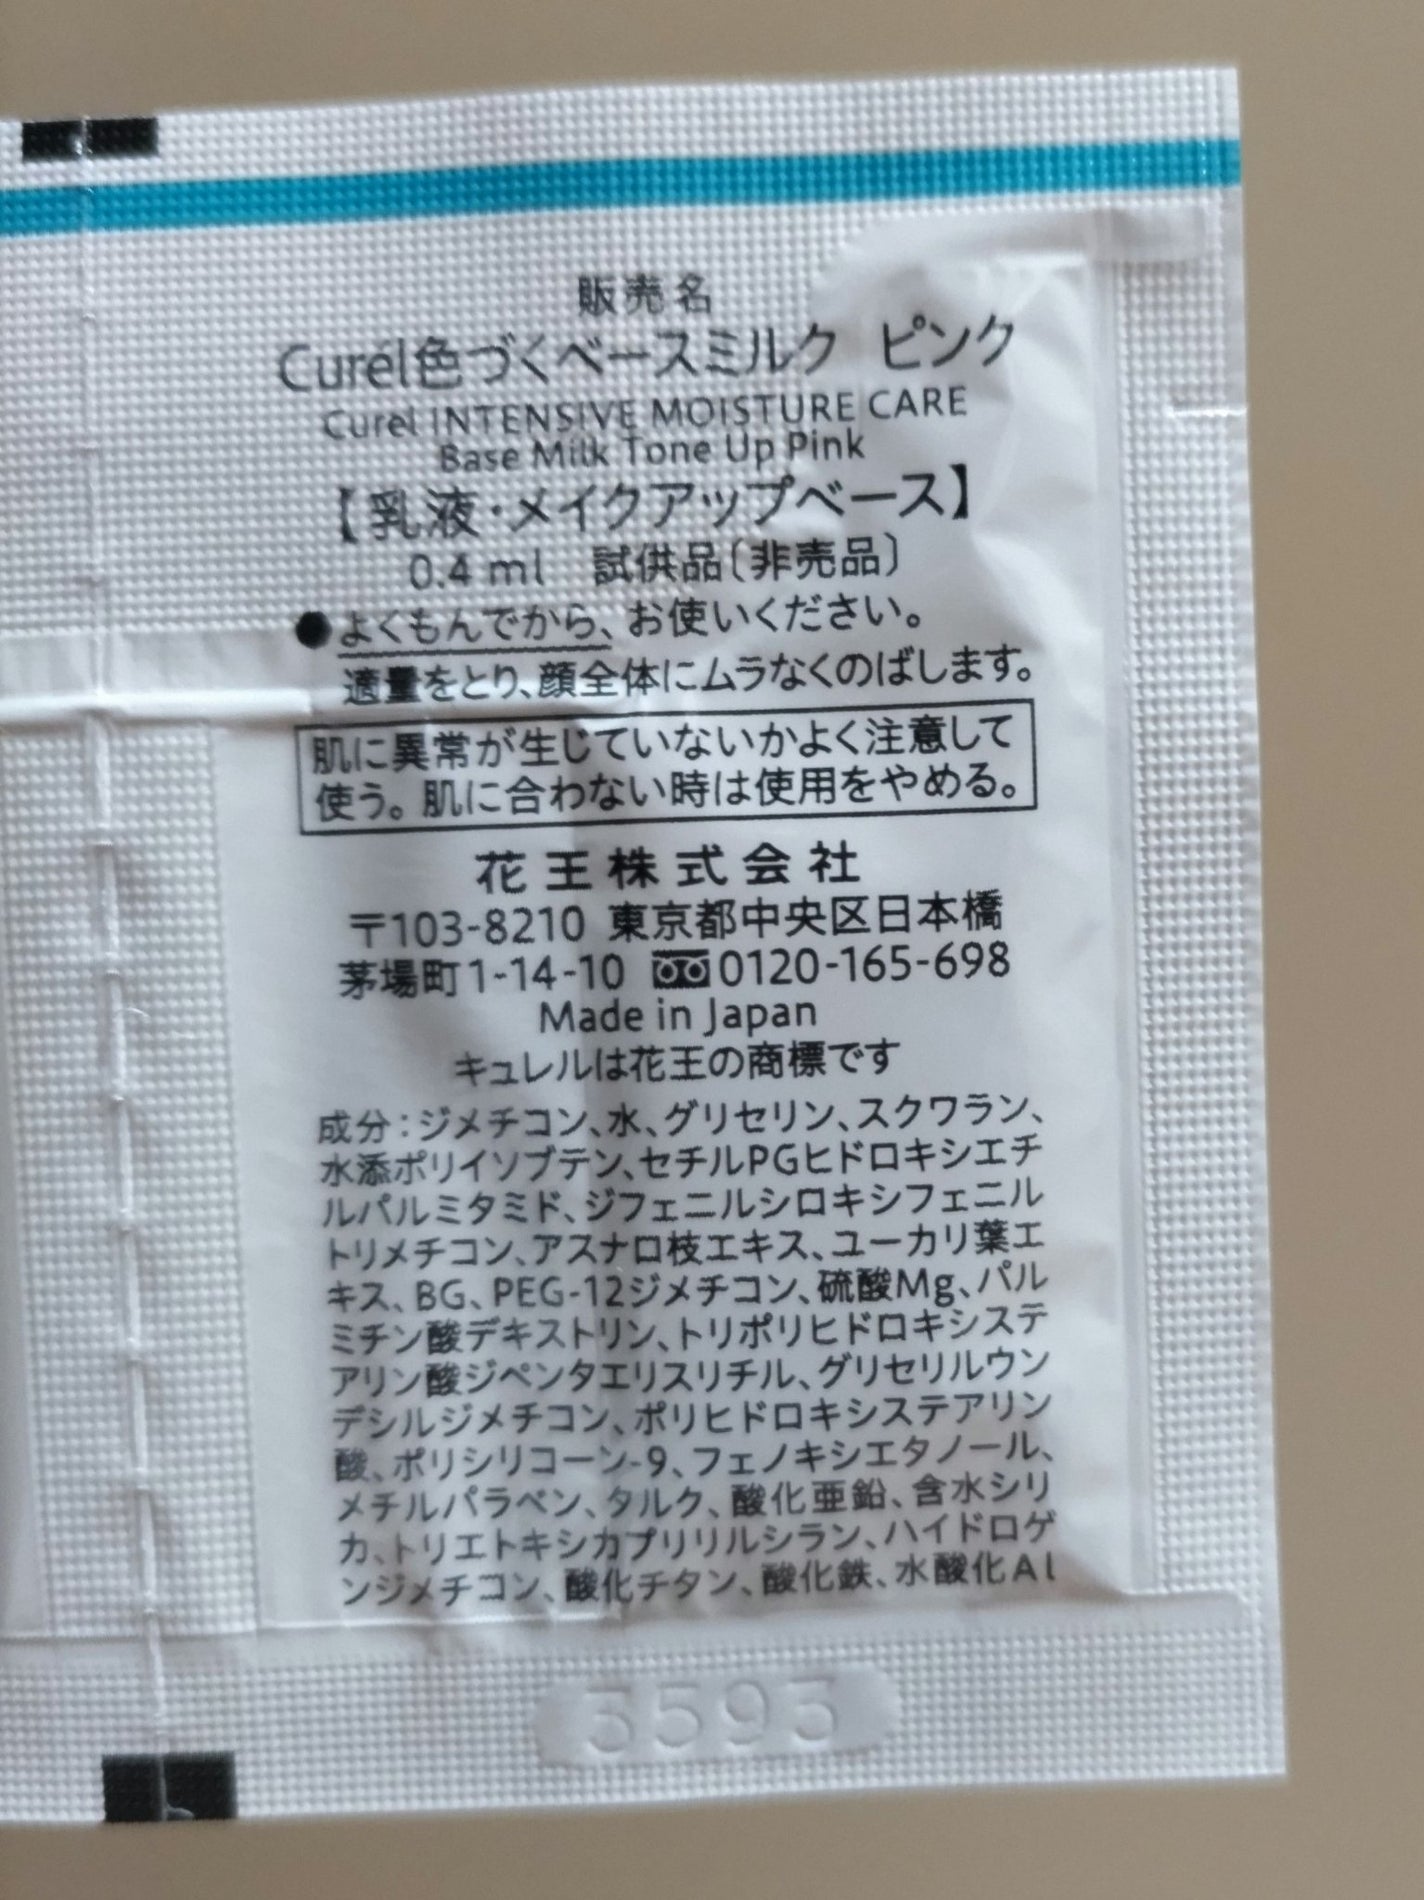 販売名
Curél色づくベースミルク ピンク
Curel INTENSIVE MOISTURE CARE
Base Milk Tone Up Pink
【乳液・メイクアップベース】
0.4 ml 試供品〔非売品〕
●よくもんでから、お使いください。
適量をとり、顔全体にムラなくのばします。
肌に異常が生じていないかよく注意して
使う。肌に合わない時は使用をやめる。
花王株式会社
〒103-8210 東京都中央区日本橋
茅場町1-14-10 0120-165-698
Made in Japan
キュレルは花王の商標です
成分：ジメチコン、水、グリセリン、スクワラン、
水添ポリイソブテン、セチルPGヒドロキシエチ
ルパルミタミド、ジフェニルシロキシフェニル
トリメチコン、アスナロ枝エキス、ユーカリ葉エ
キス、BG、PEG-12ジメチコン、硫酸Mg、パル
ミチン酸デキストリン、トリポリヒドロキシステ
アリン酸ジペンタエリスリチル、グリセリルウン
デシルジメチコン、ポリヒドロキシステアリン
酸、ポリシリコーン-9、フェノキシエタノール、
メチルパラベン、タルク、酸化亜鉛、含水シリ
カ、トリエトキシカプリリルシラン、ハイドロゲ
ンジメチコン、酸化チタン、酸化鉄、水酸化Al
3593